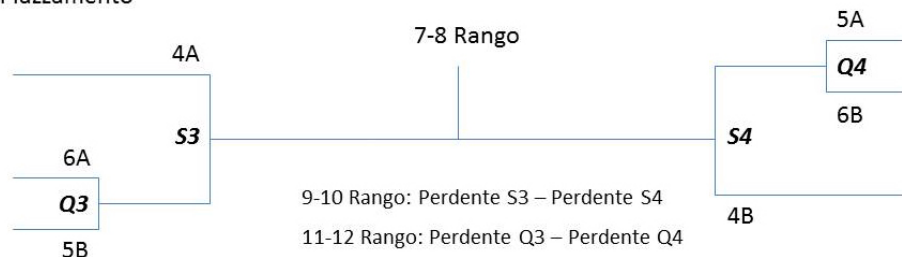 5A
7-8 Rango
4A
Q4
6B
S3
S4
6A
Q3
9-10 Rango: Perdente S3 – Perdente S4
4B
11-12 Rango: Perdente Q3 – Perdente Q4
5B